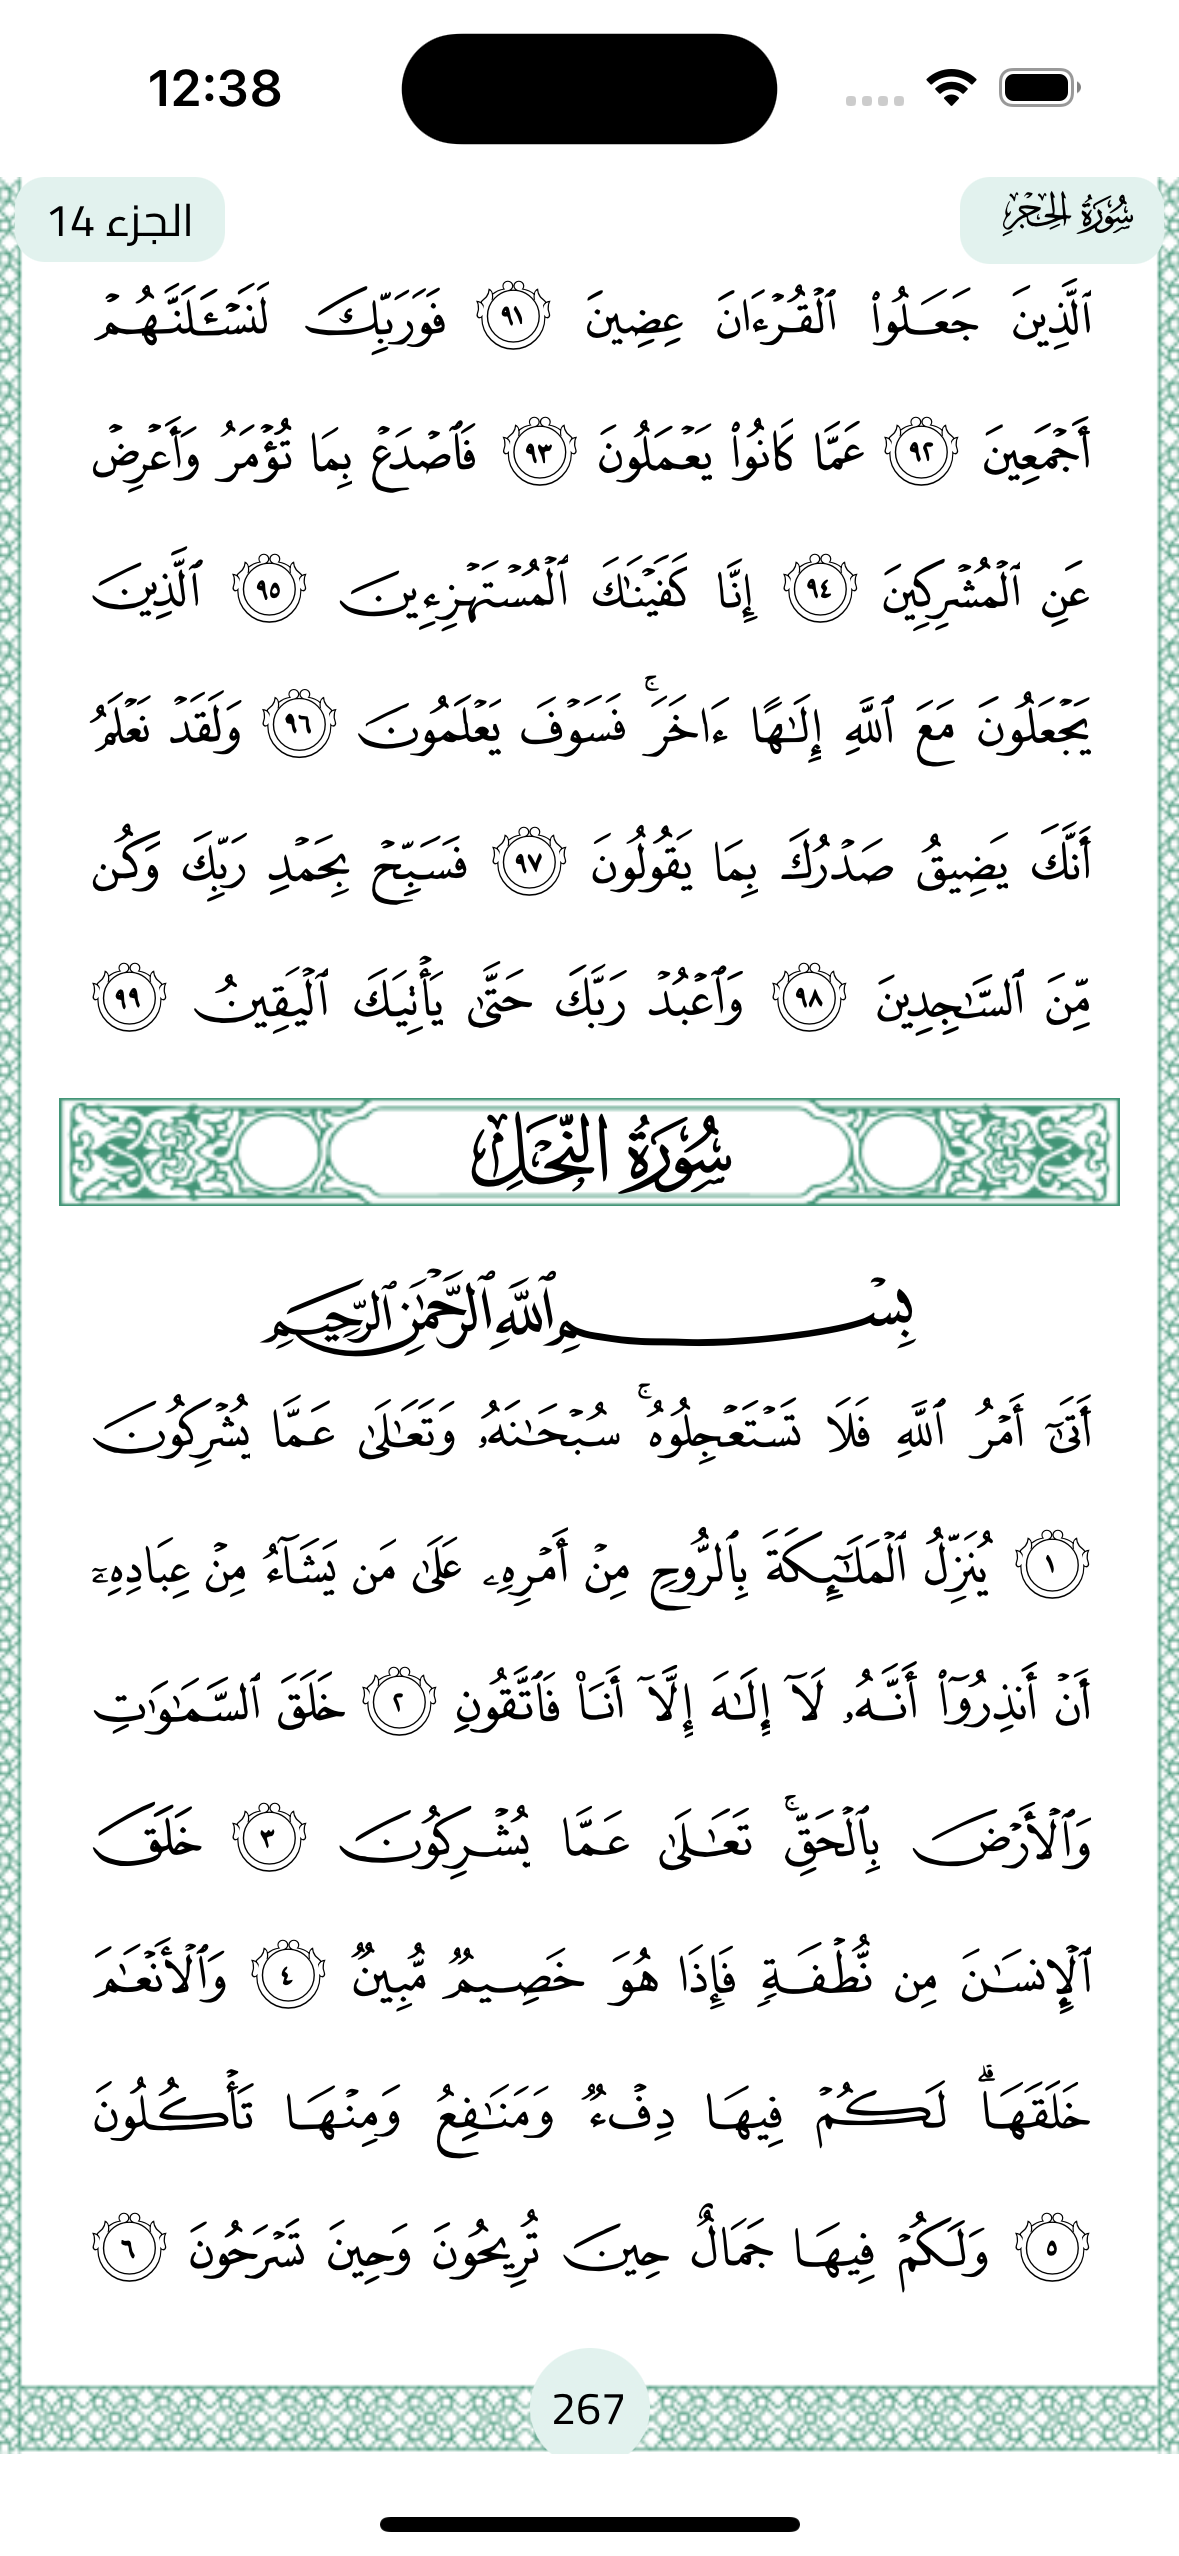 12:38
سُورَةُ الحِجْرِ
الجزء 14
ٱلَّذِينَ جَعَلُوا۟ ٱلْقُرْءَانَ عِضِينَ ٩١ فَوَرَبِّكَ لَنَسْـَٔلَنَّهُمْ
أَجْمَعِينَ ٩٢ عَمَّا كَانُوا۟ يَعْمَلُونَ ٩٣ فَٱصْدَعْ بِمَا تُؤْمَرُ وَأَعْرِضْ
عَنِ ٱلْمُشْرِكِينَ ٩٤ إِنَّا كَفَيْنَـٰكَ ٱلْمُسْتَهْزِءِينَ ٩٥ ٱلَّذِينَ
يَجْعَلُونَ مَعَ ٱللَّهِ إِلَـٰهًا ءَاخَرَ ۚ فَسَوْفَ يَعْلَمُونَ ٩٦ وَلَقَدْ نَعْلَمُ
أَنَّكَ يَضِيقُ صَدْرُكَ بِمَا يَقُولُونَ ٩٧ فَسَبِّحْ بِحَمْدِ رَبِّكَ وَكُن
مِّنَ ٱلسَّـٰجِدِينَ ٩٨ وَٱعْبُدْ رَبَّكَ حَتَّىٰ يَأْتِيَكَ ٱلْيَقِينُ ٩٩
سُورَةُ النَّحْلِ
بِسْمِ ٱللَّهِ ٱلرَّحْمَـٰنِ ٱلرَّحِيمِ
أَتَىٰٓ أَمْرُ ٱللَّهِ فَلَا تَسْتَعْجِلُوهُ ۚ سُبْحَـٰنَهُۥ وَتَعَـٰلَىٰ عَمَّا يُشْرِكُونَ
١ يُنَزِّلُ ٱلْمَلَـٰٓئِكَةَ بِٱلرُّوحِ مِنْ أَمْرِهِۦ عَلَىٰ مَن يَشَآءُ مِنْ عِبَادِهِۦٓ
أَنْ أَنذِرُوٓا۟ أَنَّهُۥ لَآ إِلَـٰهَ إِلَّآ أَنَا۠ فَٱتَّقُونِ ٢ خَلَقَ ٱلسَّمَـٰوَٰتِ
وَٱلْأَرْضَ بِٱلْحَقِّ ۚ تَعَـٰلَىٰ عَمَّا يُشْرِكُونَ ٣ خَلَقَ
ٱلْإِنسَـٰنَ مِن نُّطْفَةٍ فَإِذَا هُوَ خَصِيمٌ مُّبِينٌ ٤ وَٱلْأَنْعَـٰمَ
خَلَقَهَا ۗ لَكُمْ فِيهَا دِفْءٌ وَمَنَـٰفِعُ وَمِنْهَا تَأْكُلُونَ
٥ وَلَكُمْ فِيهَا جَمَالٌ حِينَ تُرِيحُونَ وَحِينَ تَسْرَحُونَ ٦
267